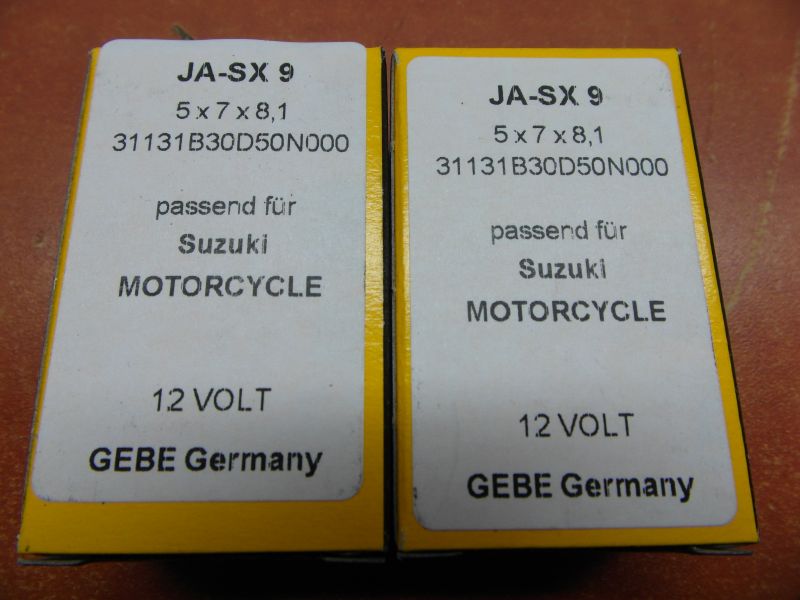 JA-SX 9
5 x 7 x 8,1
31131B30D50N000
passend für
Suzuki
MOTORCYCLE
12 VOLT
GEBE Germany
JA-SX 9
5 x 7 x 8,1
31131B30D50N000
passend für
Suzuki
MOTORCYCLE
12 VOLT
GEBE Germany